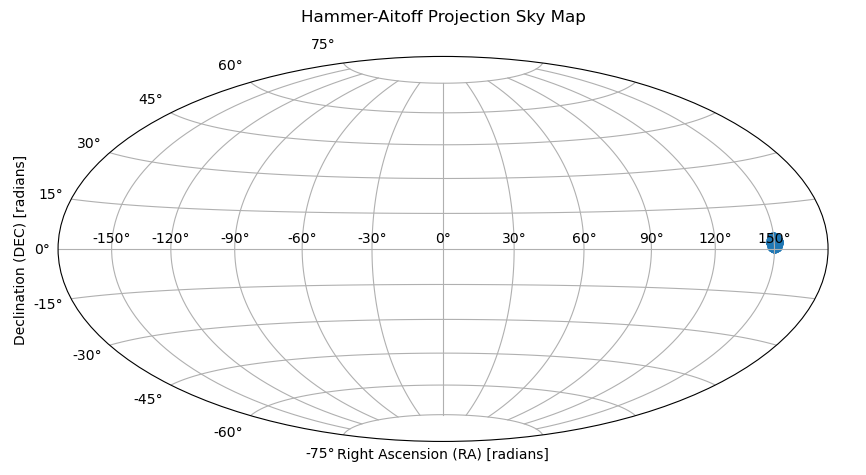 Hammer-Aitoff Projection Sky Map
75°
60°
45°
30°
15°
-150° -120° -90° -60° -30° 0° 30° 60° 90° 120° 150°
0°
-15°
-30°
-45°
-60°
-75°
Declination (DEC) [radians]
Right Ascension (RA) [radians]